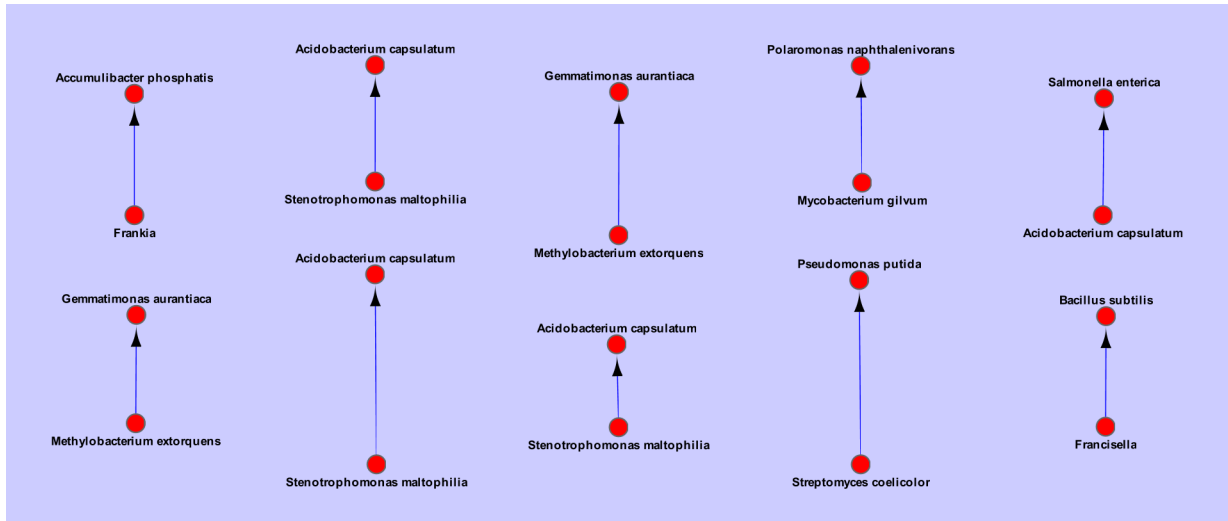 Acidobacterium capsulatum
Polaromonas naphthalenivorans
Accumulibacter phosphatis
Gemmatimonas aurantiaca
Salmonella enterica
Stenotrophomonas maltophilia
Mycobacterium gilvum
Frankia
Methylobacterium extorquens
Acidobacterium capsulatum
Acidobacterium capsulatum
Pseudomonas putida
Gemmatimonas aurantiaca
Bacillus subtilis
Acidobacterium capsulatum
Methylobacterium extorquens
Stenotrophomonas maltophilia
Francisella
Stenotrophomonas maltophilia
Streptomyces coelicolor